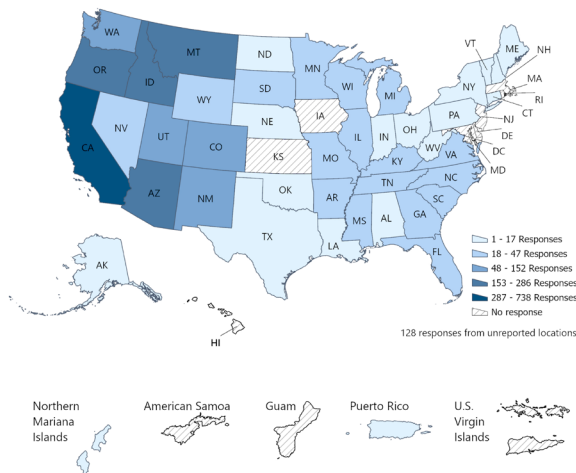 WA
MT
ND
MN
VT
ME
NH
OR
ID
SD
WI
MI
NY
MA
WY
RI
CT
NE
IA
PA
NJ
NV
UT
CO
IL
IN
OH
DE
DC
MD
CA
KS
MO
WV
VA
KY
AZ
NM
OK
AR
TN
NC
SC
TX
LA
MS
AL
GA
FL
AK
HI
1 - 17 Responses
18 - 47 Responses
48 - 152 Responses
153 - 286 Responses
287 - 738 Responses
No response
128 responses from unreported locations
Northern
Mariana
Islands
American Samoa
Guam
Puerto Rico
U.S.
Virgin
Islands